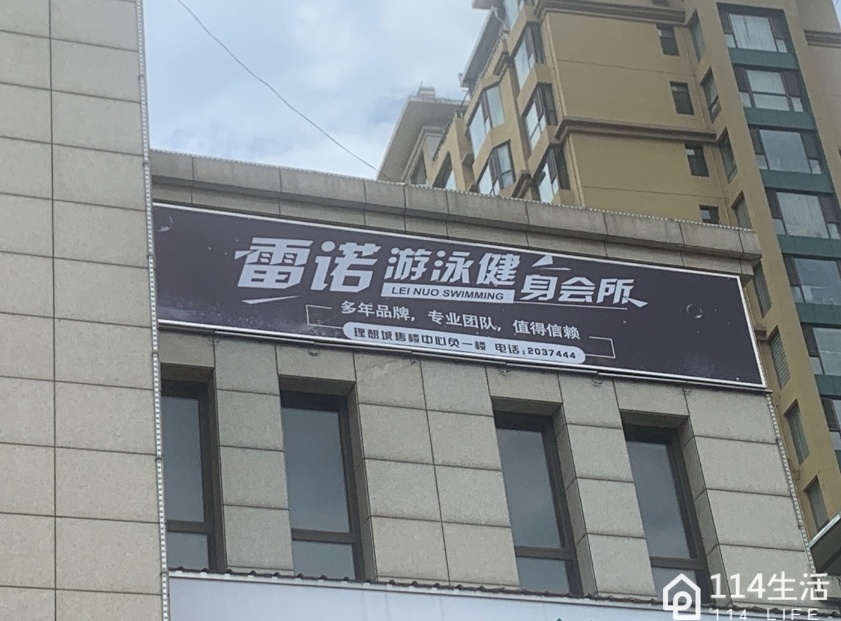 雷诺游泳健身会所
LEI NUO SWIMMING
多年品牌，专业团队，值得信赖
理想城售楼中心负一楼 电话:2037444
114生活
114 LIFE